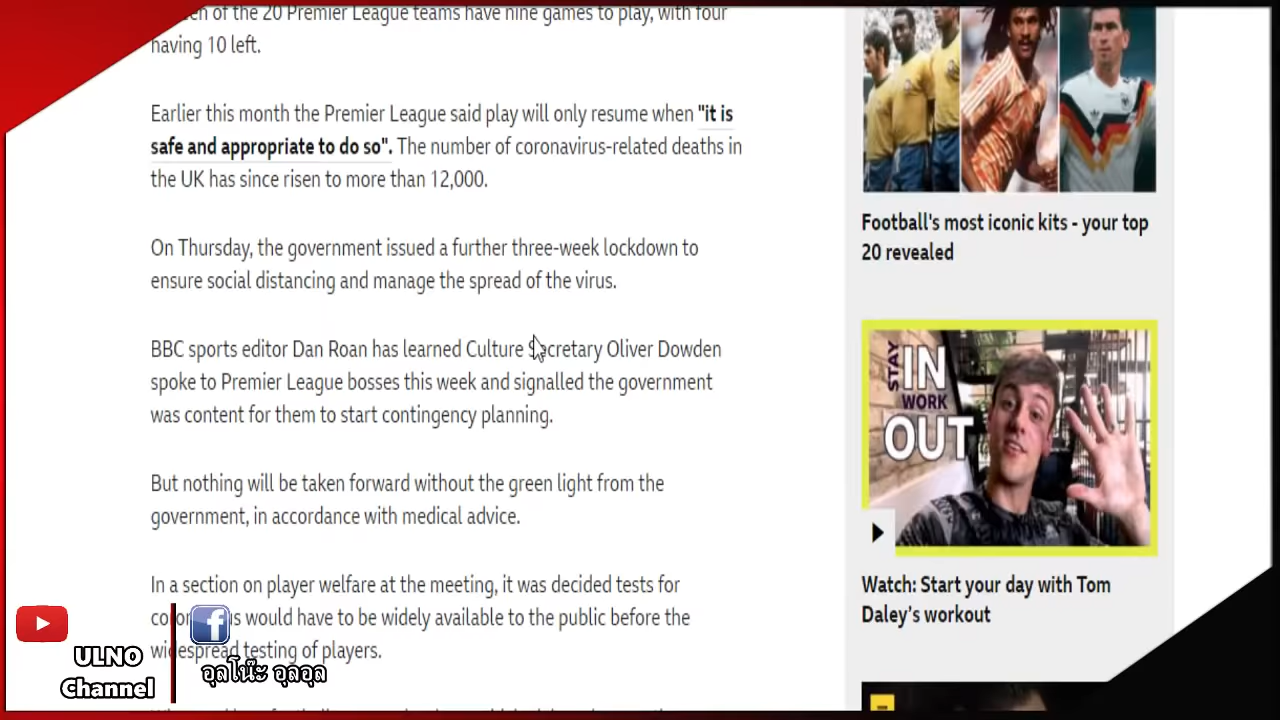 of the 20 Premier League teams have nine games to play, with four
having 10 left.
Earlier this month the Premier League said play will only resume when "it is
safe and appropriate to do so". The number of coronavirus-related deaths in
the UK has since risen to more than 12,000.
On Thursday, the government issued a further three-week lockdown to
ensure social distancing and manage the spread of the virus.
BBC sports editor Dan Roan has learned Culture Secretary Oliver Dowden
spoke to Premier League bosses this week and signalled the government
was content for them to start contingency planning.
But nothing will be taken forward without the green light from the
government, in accordance with medical advice.
In a section on player welfare at the meeting, it was decided tests for
would have to be widely available to the public before the
widespread testing of players.
Football's most iconic kits - your top
20 revealed
STAY
IN
WORK
OUT
Watch: Start your day with Tom
Daley's workout
ULNO
Channel
f
อุลโน๊ะ อุลอุล